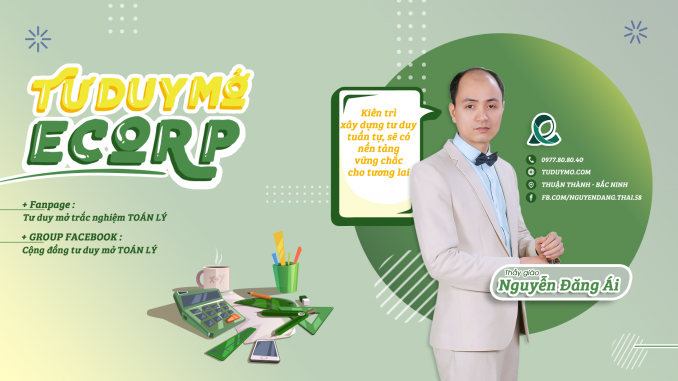 TƯ DUY MỞ
ECORP
+ Fanpage :
Tư duy mở trắc nghiệm TOÁN LÝ
+ GROUP FACEBOOK :
Cộng đồng tư duy mở TOÁN LÝ
Kiên trì
xây dựng tư duy
tuần tự, sẽ có
nền tảng
vững chắc
cho tương lai
0977.80.80.40
TUDUYMO.COM
THUẬN THÀNH - BẮC NINH
FB.COM/NGUYENDANG.THAI.58
Thầy giáo
Nguyễn Đăng Ái